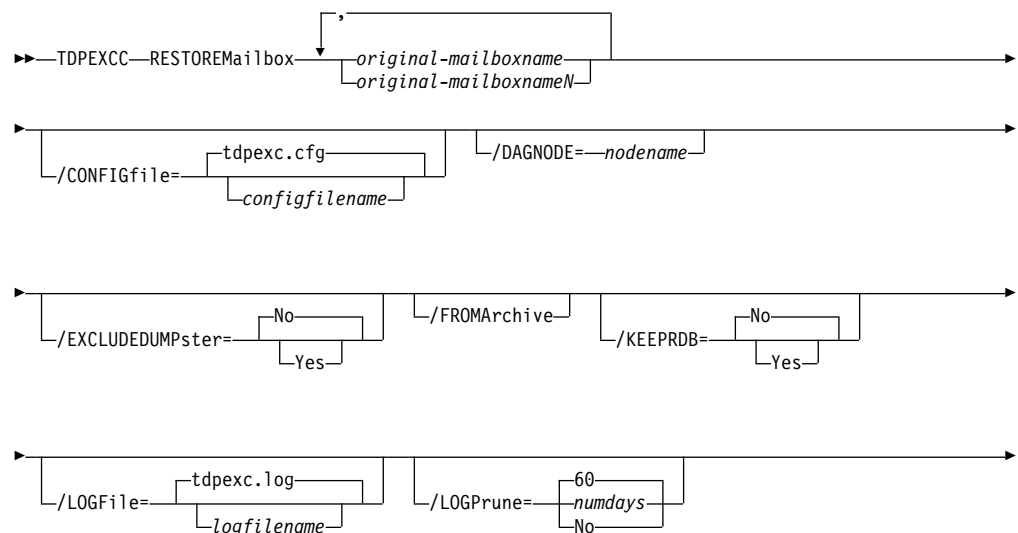 ,
TDPEXCC RESTOREMailbox original-mailboxname
original-mailboxnameN
tdpexc.cfg
/CONFIGfile= configfilename
/DAGNODE= nodename
No
/EXCLUDEDUMPster= Yes
/FROMArchive
No
/KEEPRDB= Yes
tdpexc.log
/LOGFile= logfilename
60
/LOGPrune= numdays
No